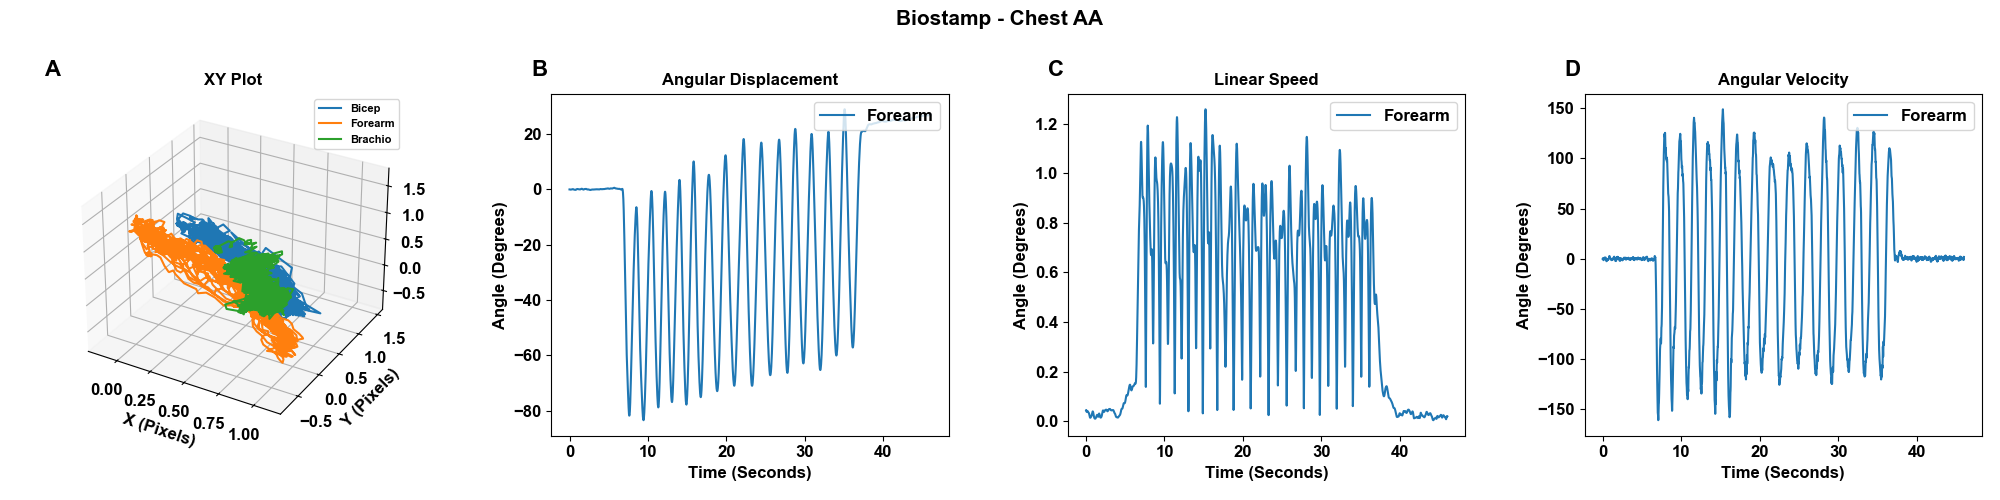 Biostamp - Chest AA
A
XY Plot
Bicep
Forearm
Brachio
1.5
1.0
0.5
0.0
−0.5
1.5
1.0
0.5
0.0
−0.5
Y (Pixels)
0.00
0.25
0.50
0.75
1.00
X (Pixels)
B
Angular Displacement
Forearm
20
0
−20
−40
−60
−80
Angle (Degrees)
0 10 20 30 40
Time (Seconds)
C
Linear Speed
Forearm
1.2
1.0
0.8
0.6
0.4
0.2
0.0
Angle (Degrees)
0 10 20 30 40
Time (Seconds)
D
Angular Velocity
Forearm
150
100
50
0
−50
−100
−150
Angle (Degrees)
0 10 20 30 40
Time (Seconds)